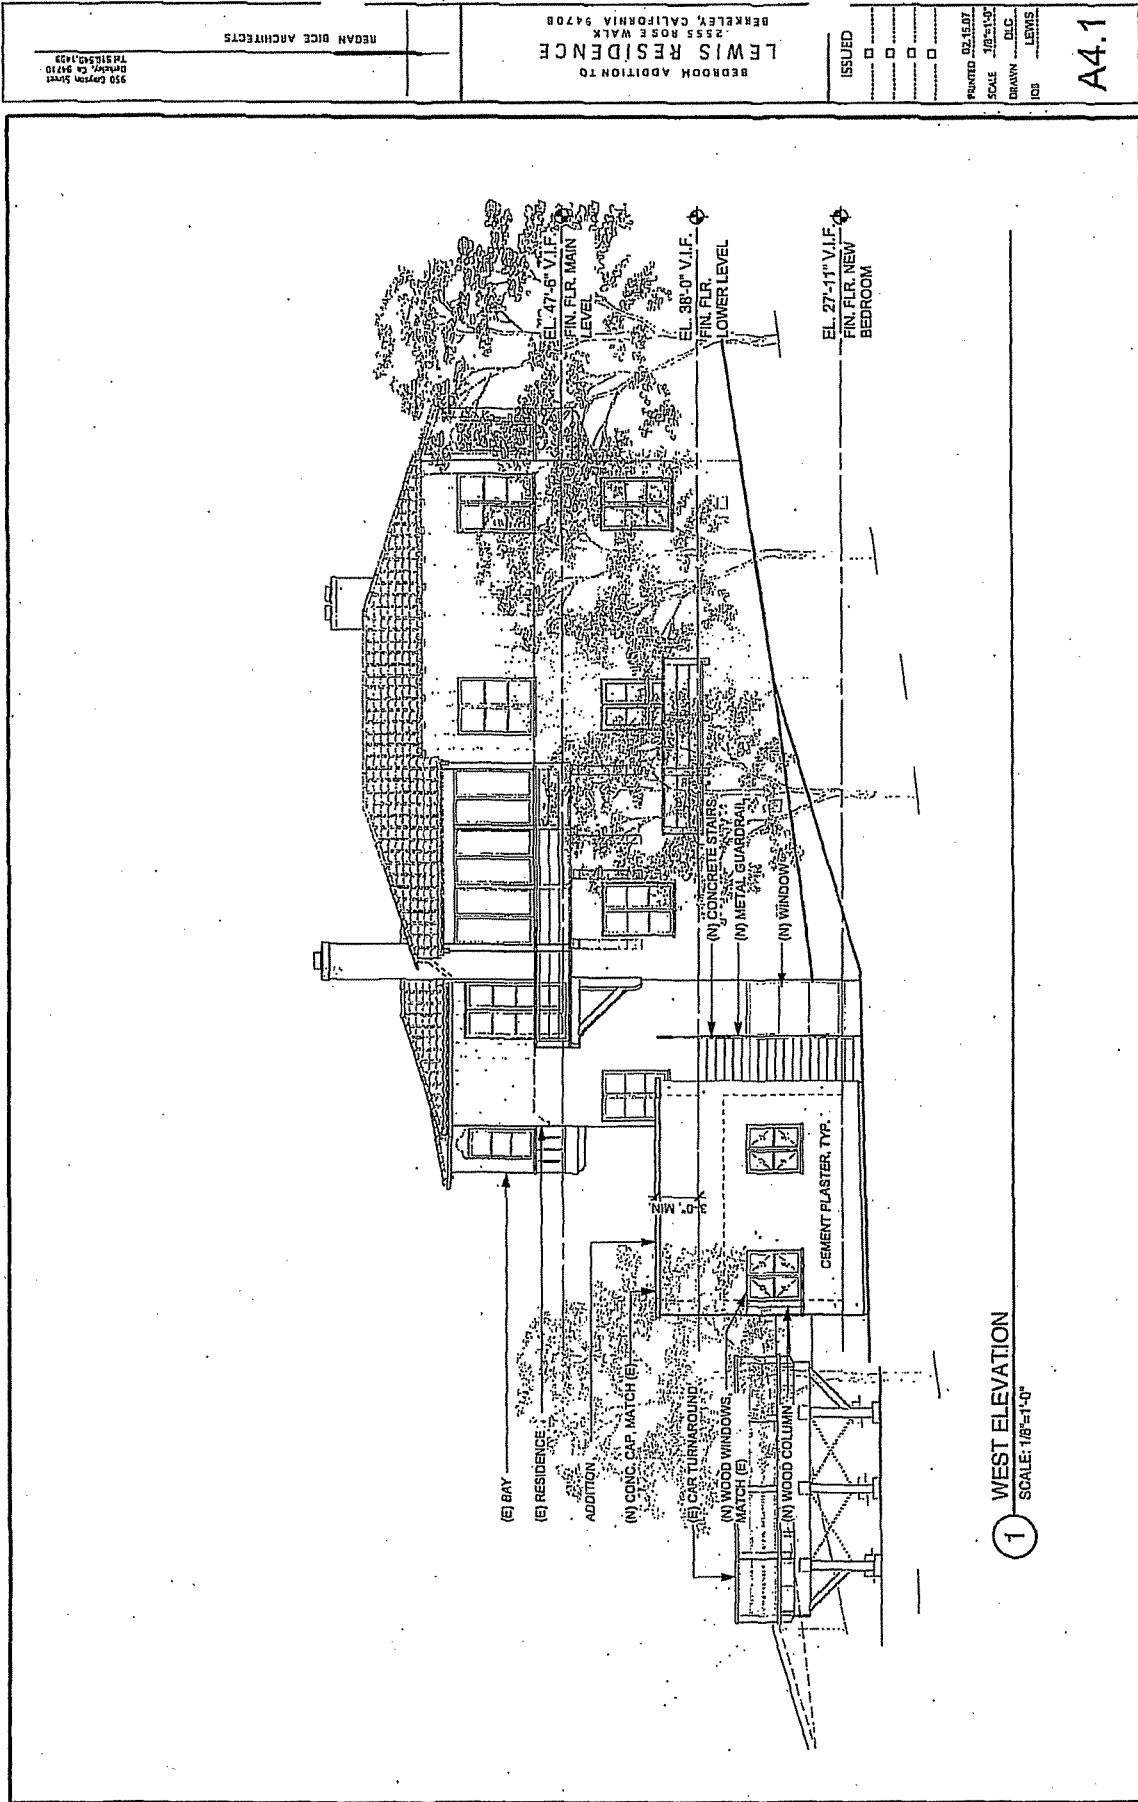 REGAN BICE ARCHITECTS
950 Grayson Street
Berkeley, Ca 94710
Tel 510.549.1499
BEDROOM ADDITION TO
LEWIS RESIDENCE
2555 ROSE WALK
BERKELEY, CALIFORNIA 94708
ISSUED
PRINTED 02.15.07
SCALE 1/8"=1'-0"
DRAWN DLC
JOB LEWIS
A4.1
EL. 47'-6" V.I.F.
FIN. FLR. MAIN
LEVEL
EL. 38'-0" V.I.F.
FIN. FLR.
LOWER LEVEL
EL. 27'-11" V.I.F.
FIN. FLR. NEW
BEDROOM
(N) CONCRETE STAIRS
(N) METAL GUARDRAIL
(N) WINDOW
3'-0", MIN.
CEMENT PLASTER, TYP.
(E) BAY
(E) RESIDENCE
ADDITION
(N) CONC. CAP, MATCH (E)
(E) CAR TURNAROUND
(N) WOOD WINDOWS,
MATCH (E)
(N) WOOD COLUMN
1 WEST ELEVATION
SCALE: 1/8"=1'-0"